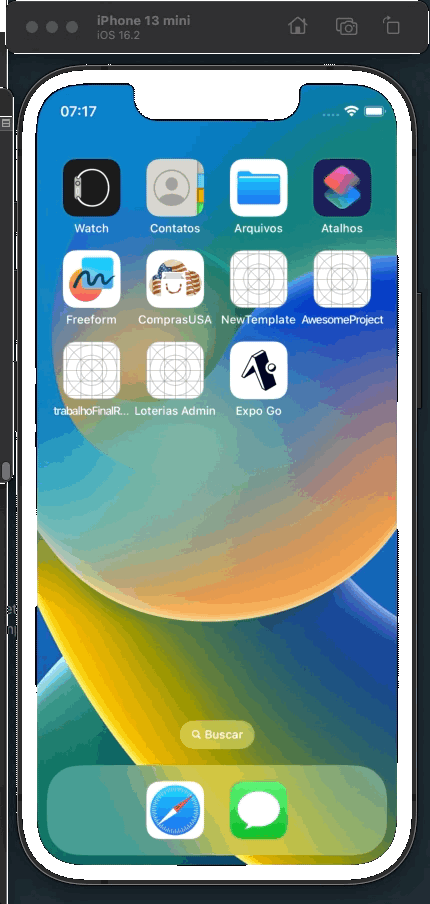 iPhone 13 mini
iOS 16.2
07:17
Watch
Contatos
Arquivos
Atalhos
Freeform
ComprasUSA
NewTemplate
AwesomeProject
trabalhoFinalR...
Loterias Admin
Expo Go
Buscar